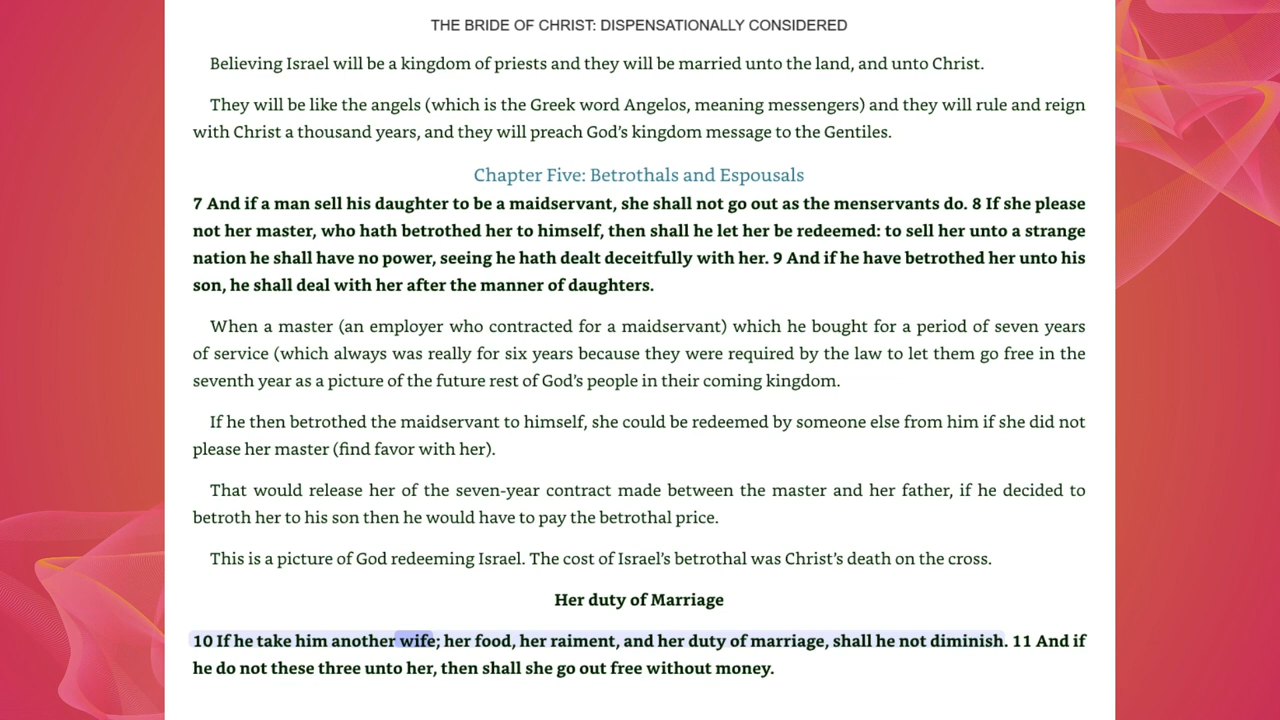 THE BRIDE OF CHRIST: DISPENSATIONALLY CONSIDERED
Believing Israel will be a kingdom of priests and they will be married unto the land, and unto Christ.
They will be like the angels (which is the Greek word Angelos, meaning messengers) and they will rule and reign
with Christ a thousand years, and they will preach God’s kingdom message to the Gentiles.
Chapter Five: Betrothals and Espousals
7 And if a man sell his daughter to be a maidservant, she shall not go out as the menservants do. 8 If she please
not her master, who hath betrothed her to himself, then shall he let her be redeemed: to sell her unto a strange
nation he shall have no power, seeing he hath dealt deceitfully with her. 9 And if he have betrothed her unto his
son, he shall deal with her after the manner of daughters.
When a master (an employer who contracted for a maidservant) which he bought for a period of seven years
of service (which always was really for six years because they were required by the law to let them go free in the
seventh year as a picture of the future rest of God’s people in their coming kingdom.
If he then betrothed the maidservant to himself, she could be redeemed by someone else from him if she did not
please her master (find favor with her).
That would release her of the seven-year contract made between the master and her father, if he decided to
betroth her to his son then he would have to pay the betrothal price.
This is a picture of God redeeming Israel. The cost of Israel’s betrothal was Christ’s death on the cross.
Her duty of Marriage
10 If he take him another wife; her food, her raiment, and her duty of marriage, shall he not diminish. 11 And if
he do not these three unto her, then shall she go out free without money.